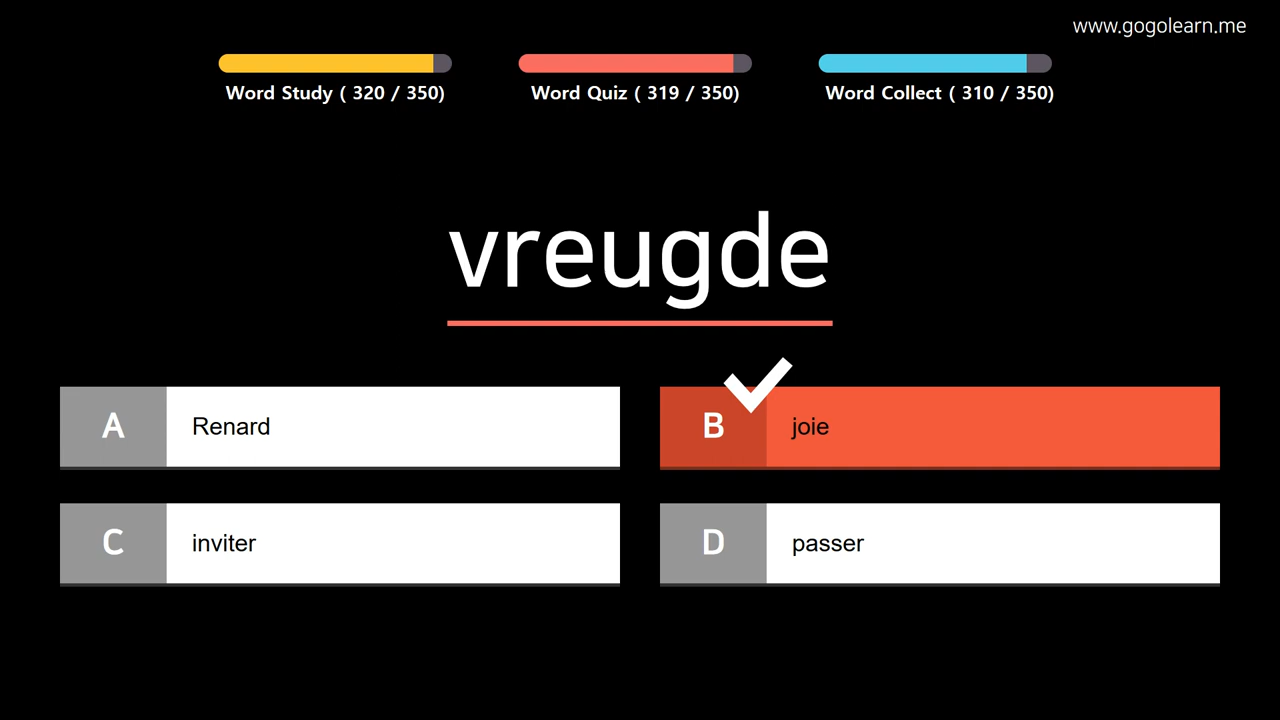 www.gogolearn.me
Word Study ( 320 / 350)
Word Quiz ( 319 / 350)
Word Collect ( 310 / 350)
vreugde
A Renard
B joie
C inviter
D passer